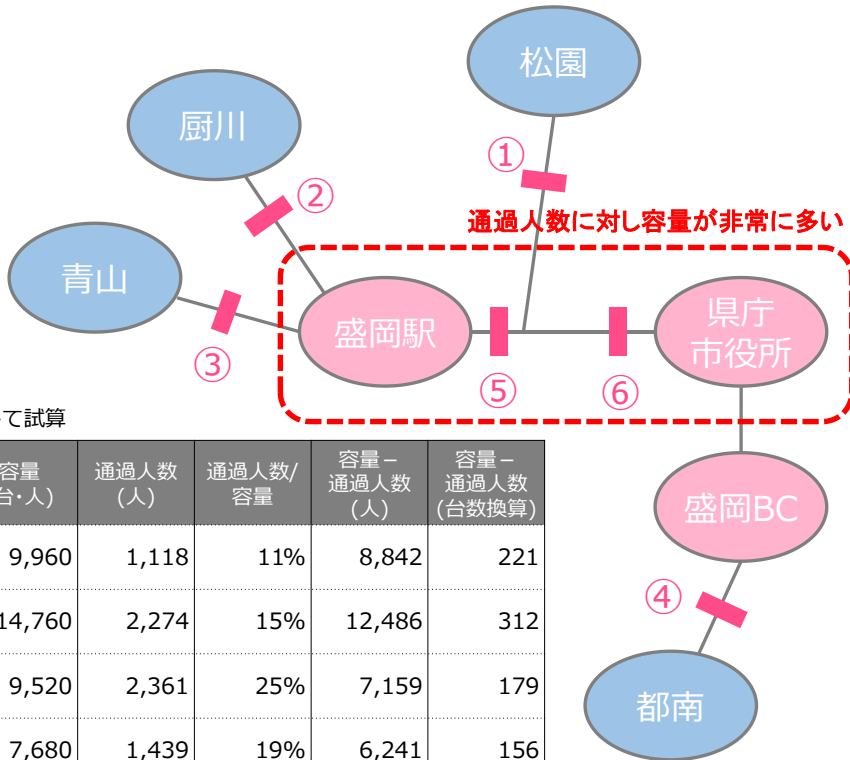 松園
厨川
①
②
通過人数に対し容量が非常に多い
青山
盛岡駅
県庁
市役所
③
⑤
⑥
て試算
容量
台・人)
通過人数
(人)
通過人数/
容量
容量－
通過人数
(人)
容量－
通過人数
(台数換算)
9,960 1,118 11% 8,842 221
14,760 2,274 15% 12,486 312
9,520 2,361 25% 7,159 179
7,680 1,439 19% 6,241 156
盛岡BC
④
都南